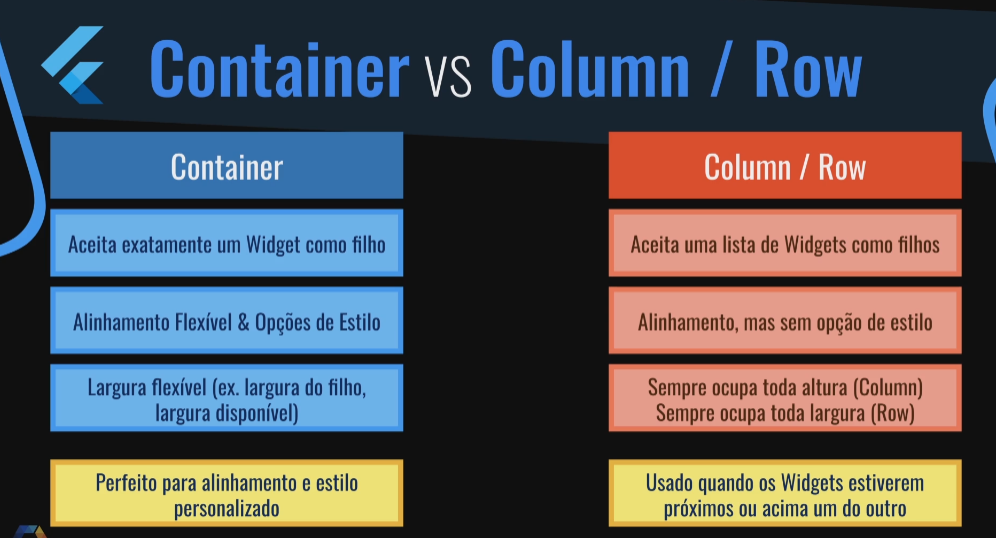 Container vs Column / Row
Container
Aceita exatamente um Widget como filho
Alinhamento Flexível & Opções de Estilo
Largura flexível (ex. largura do filho,
largura disponível)
Perfeito para alinhamento e estilo
personalizado
Column / Row
Aceita uma lista de Widgets como filhos
Alinhamento, mas sem opção de estilo
Sempre ocupa toda altura (Column)
Sempre ocupa toda largura (Row)
Usado quando os Widgets estiverem
próximos ou acima um do outro